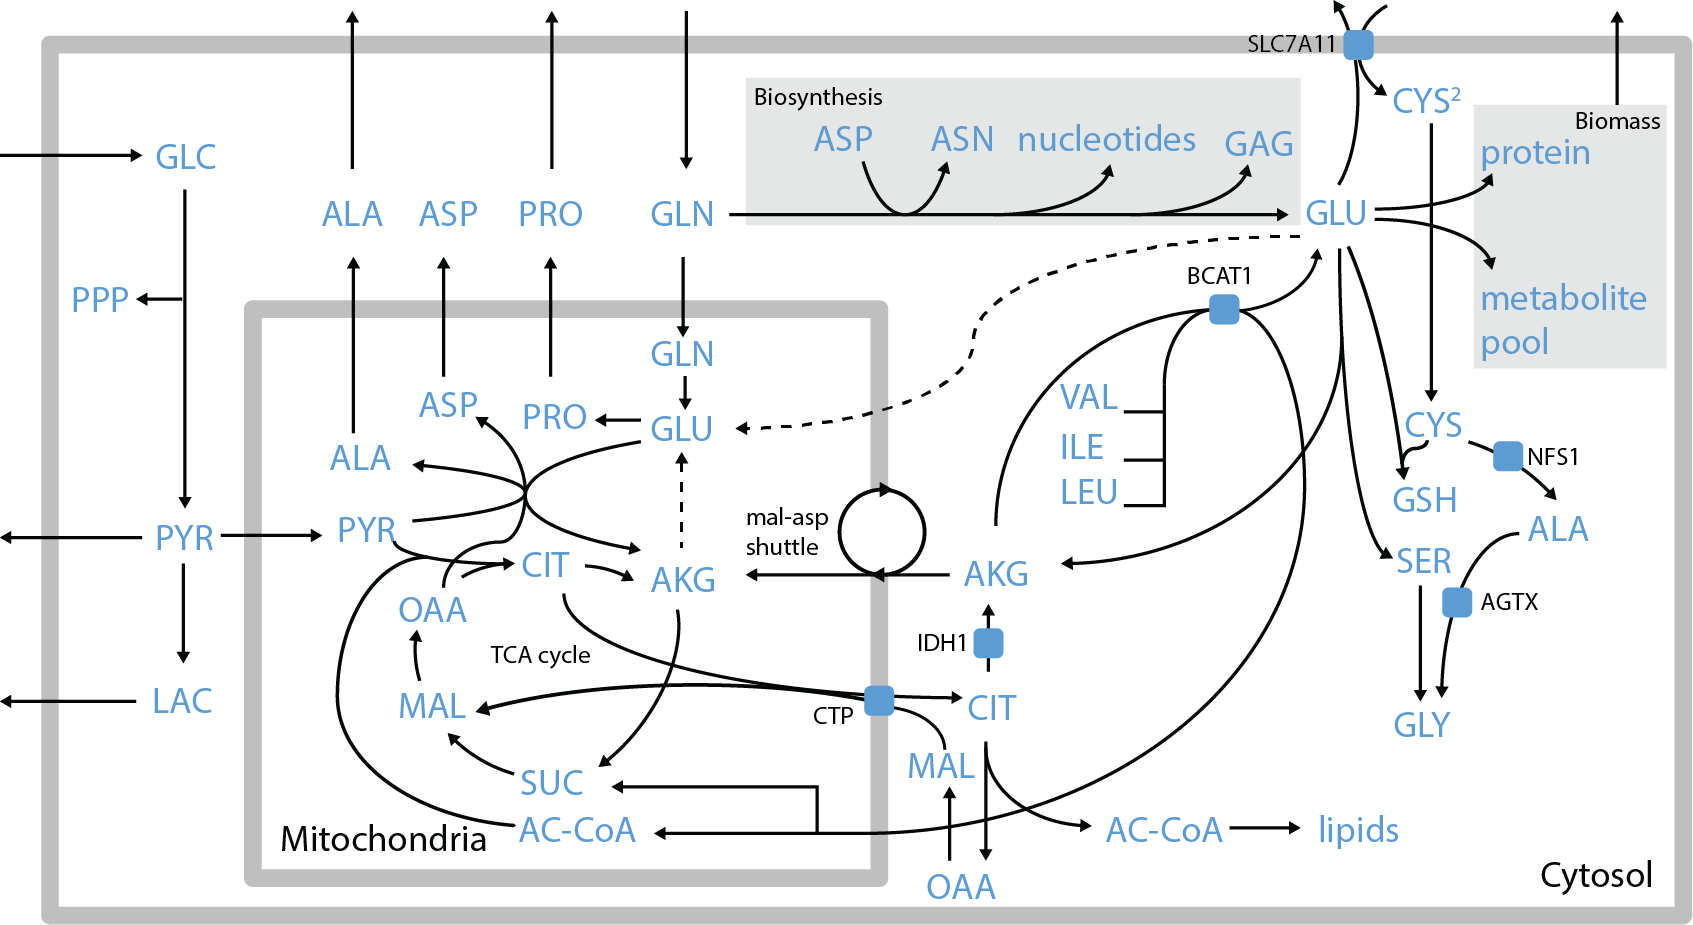 SLC7A11
CYS²
Biosynthesis
Biomass
ASP
ASN
nucleotides
GAG
protein
GLC
ALA
ASP
PRO
GLN
GLU
BCAT1
PPP
metabolite
pool
GLN
VAL
ASP
PRO
GLU
ILE
CYS
NFS1
ALA
LEU
GSH
PYR
PYR
mal-asp
shuttle
ALA
CIT
AKG
AKG
SER
OAA
AGTX
IDH1
TCA cycle
LAC
MAL
CTP
CIT
GLY
MAL
SUC
Mitochondria
AC-CoA
AC-CoA
lipids
OAA
Cytosol